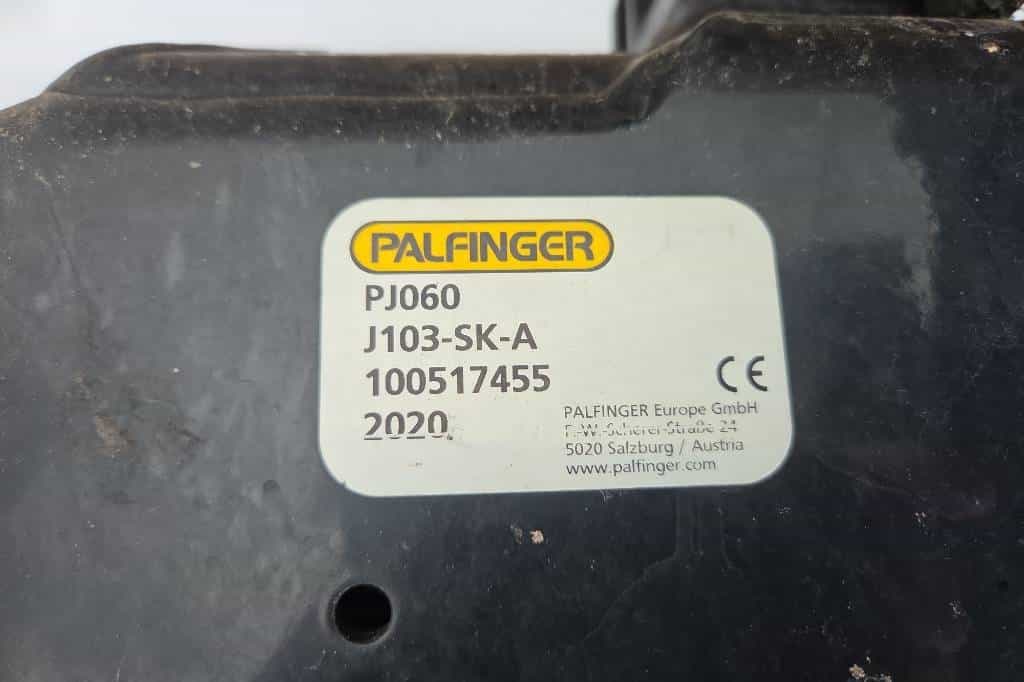 PALFINGER
PJ060
J103-SK-A
100517455
2020
CE
PALFINGER Europe GmbH
F.-W.-Scherer-Straße 24
5020 Salzburg / Austria
www.palfinger.com